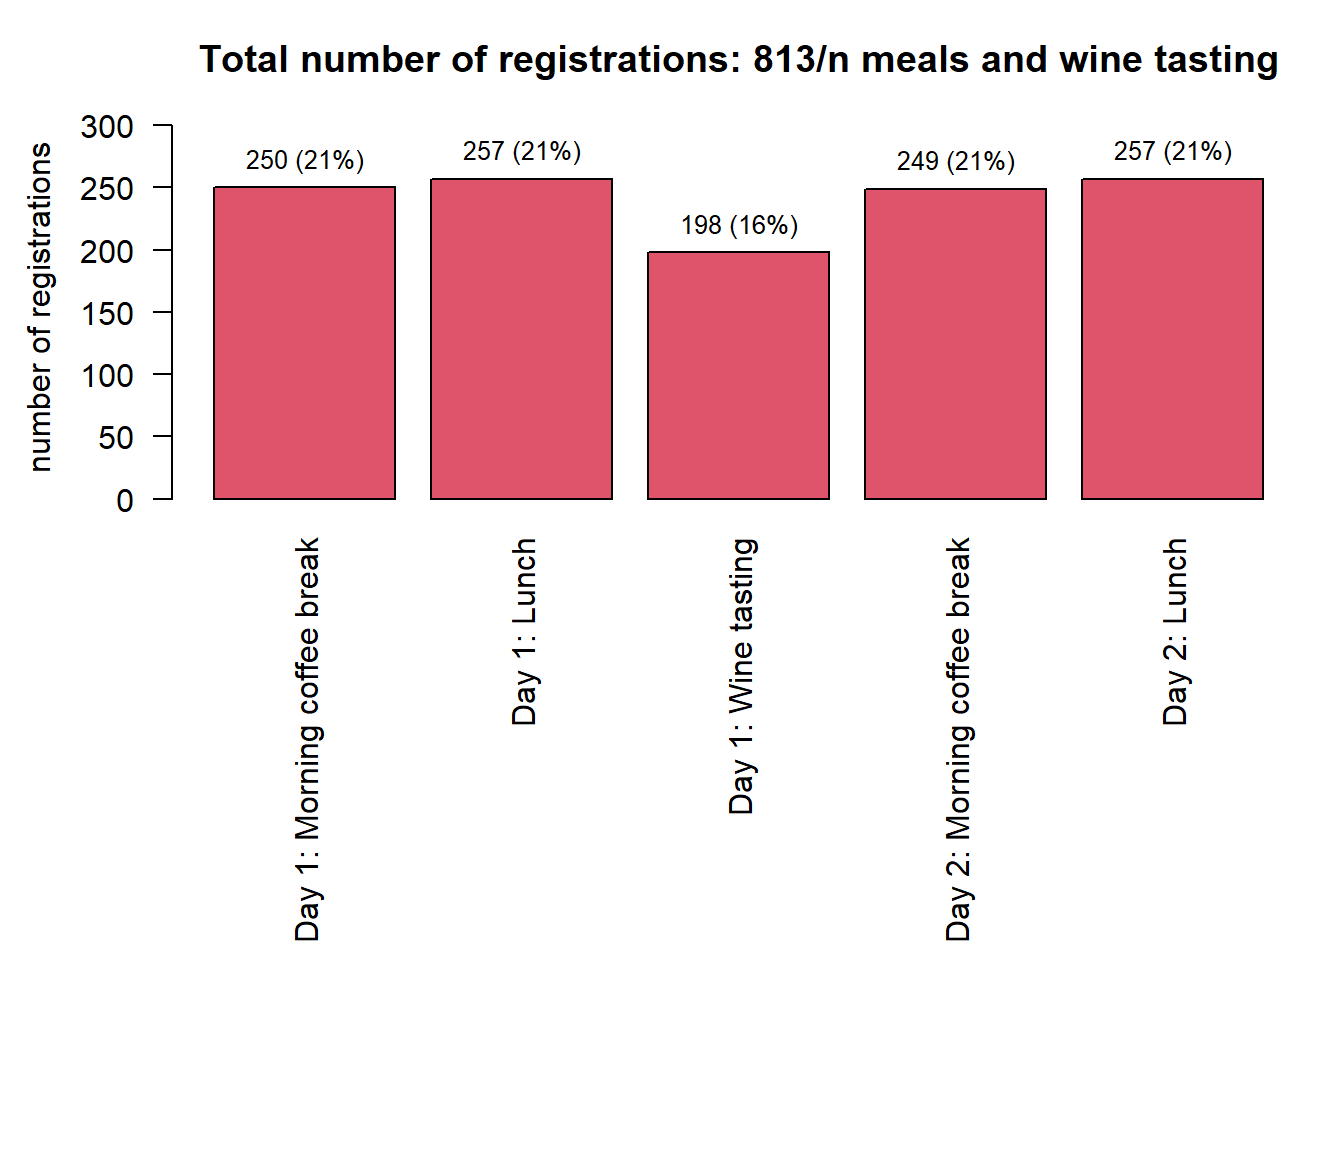 Total number of registrations: 813/n meals and wine tasting
number of registrations
300
250
200
150
100
50
0
250 (21%)
257 (21%)
198 (16%)
249 (21%)
257 (21%)
Day 1: Morning coffee break
Day 1: Lunch
Day 1: Wine tasting
Day 2: Morning coffee break
Day 2: Lunch